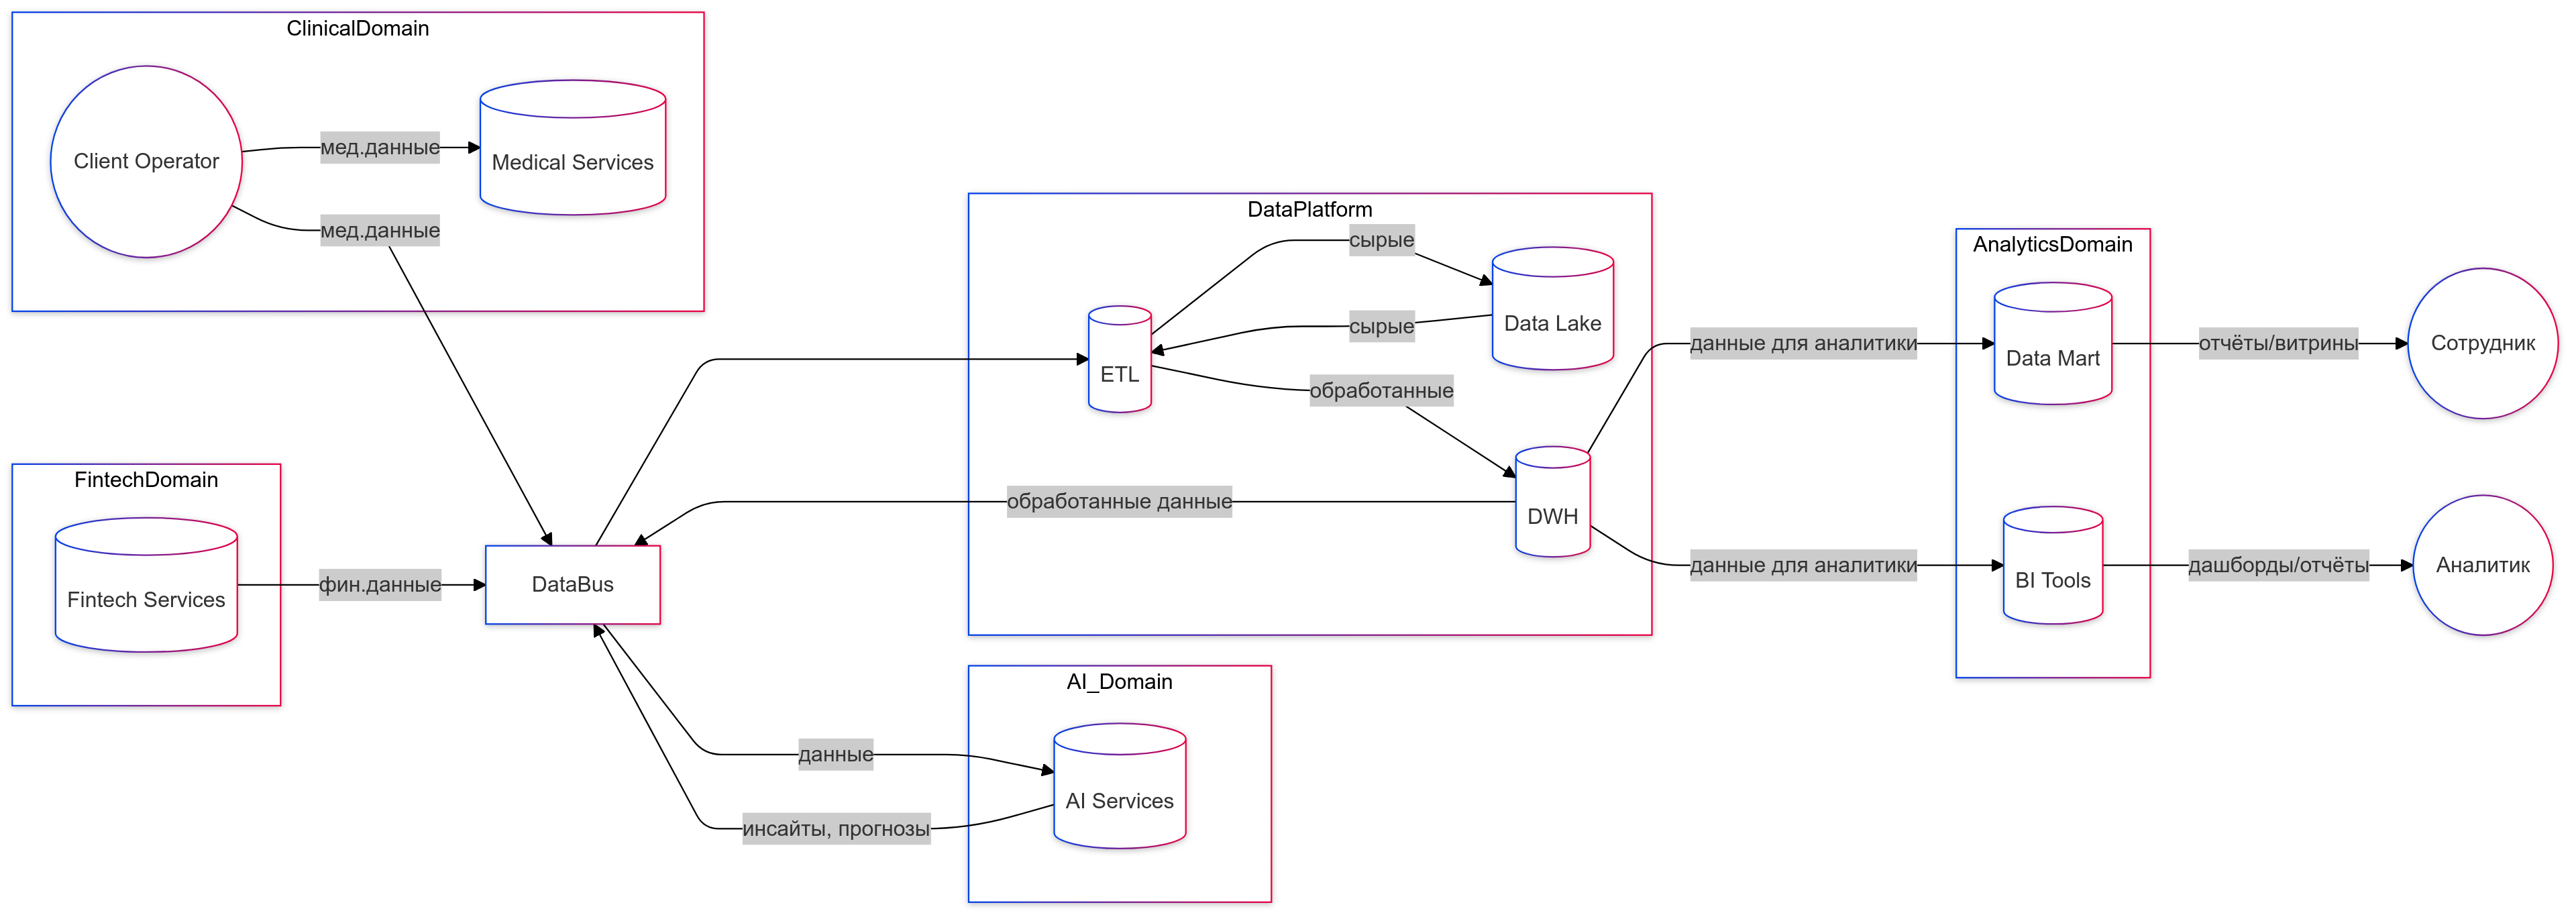 ClinicalDomain
Client Operator
мед.данные
Medical Services
мед.данные
FintechDomain
Fintech Services
фин.данные
DataBus
DataPlatform
сырые
Data Lake
сырые
ETL
обработанные
обработанные данные
DWH
AI_Domain
данные
AI Services
инсайты, прогнозы
данные для аналитики
данные для аналитики
AnalyticsDomain
Data Mart
BI Tools
отчёты/витрины
Сотрудник
дашборды/отчёты
Аналитик